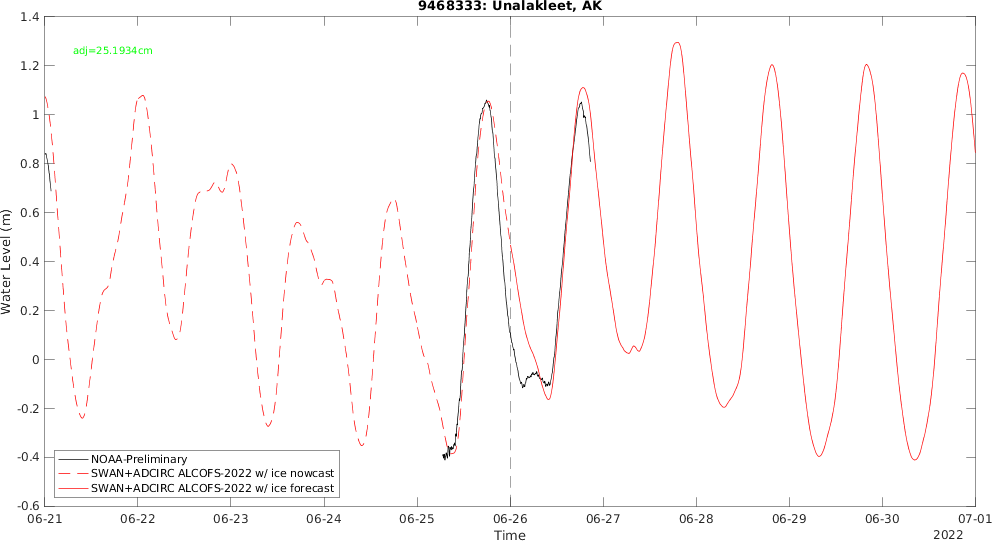 9468333: Unalakleet, AK
adj=25.1934cm
1.4
1.2
1
0.8
0.6
0.4
0.2
0
-0.2
-0.4
-0.6
Water Level (m)
NOAA-Preliminary
SWAN+ADCIRC ALCOFS-2022 w/ ice nowcast
SWAN+ADCIRC ALCOFS-2022 w/ ice forecast
06-21 06-22 06-23 06-24 06-25 06-26 06-27 06-28 06-29 06-30 07-01
Time
2022